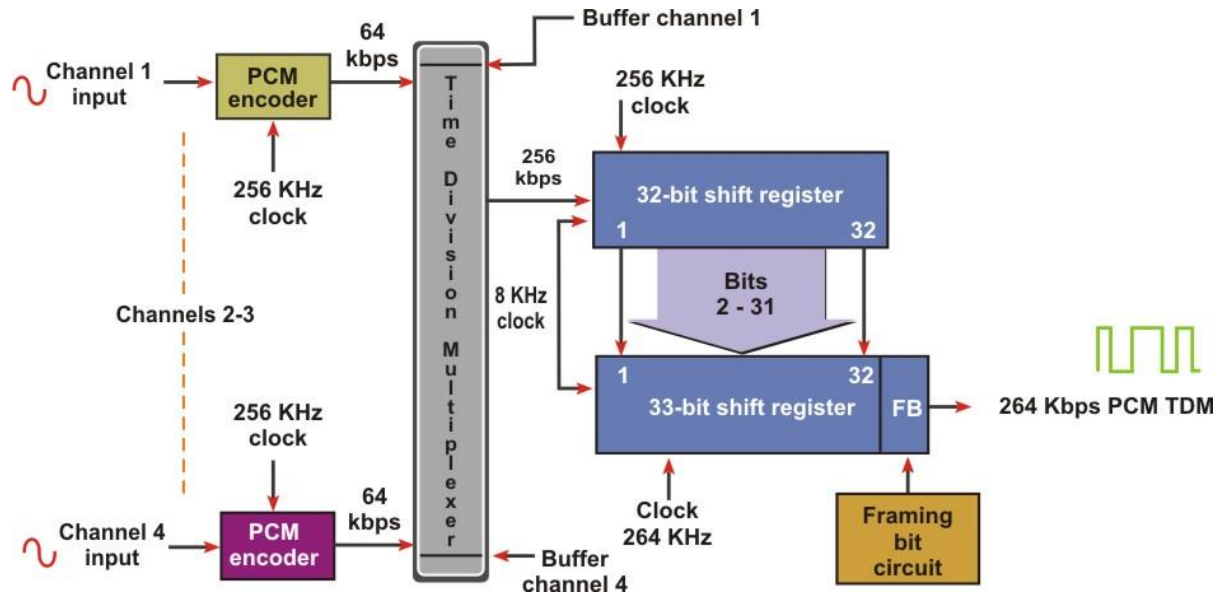 Buffer channel 1
64
kbps
Channel 1
input
PCM
encoder
256 KHz
clock
Time Division Multiplexer
256 KHz
clock
256
kbps
32-bit shift register
1
32
Bits
2 - 31
8 KHz
clock
Channels 2-3
1
32
33-bit shift register
FB
264 Kbps PCM TDM
256 KHz
clock
Clock
264 KHz
Framing
bit
circuit
64
kbps
Channel 4
input
PCM
encoder
Buffer
channel 4